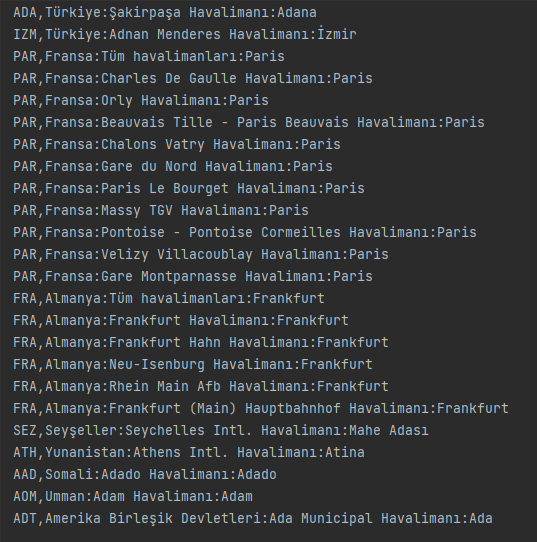 ADA,Türkiye:Şakirpaşa Havalimanı:Adana
IZM,Türkiye:Adnan Menderes Havalimanı:İzmir
PAR,Fransa:Tüm havalimanları:Paris
PAR,Fransa:Charles De Gaulle Havalimanı:Paris
PAR,Fransa:Orly Havalimanı:Paris
PAR,Fransa:Beauvais Tille - Paris Beauvais Havalimanı:Paris
PAR,Fransa:Chalons Vatry Havalimanı:Paris
PAR,Fransa:Gare du Nord Havalimanı:Paris
PAR,Fransa:Paris Le Bourget Havalimanı:Paris
PAR,Fransa:Massy TGV Havalimanı:Paris
PAR,Fransa:Pontoise - Pontoise Cormeilles Havalimanı:Paris
PAR,Fransa:Velizy Villacoublay Havalimanı:Paris
PAR,Fransa:Gare Montparnasse Havalimanı:Paris
FRA,Almanya:Tüm havalimanları:Frankfurt
FRA,Almanya:Frankfurt Havalimanı:Frankfurt
FRA,Almanya:Frankfurt Hahn Havalimanı:Frankfurt
FRA,Almanya:Neu-Isenburg Havalimanı:Frankfurt
FRA,Almanya:Rhein Main Afb Havalimanı:Frankfurt
FRA,Almanya:Frankfurt (Main) Hauptbahnhof Havalimanı:Frankfurt
SEZ,Seyşeller:Seychelles Intl. Havalimanı:Mahe Adası
ATH,Yunanistan:Athens Intl. Havalimanı:Atina
AAD,Somali:Adado Havalimanı:Adado
AOM,Umman:Adam Havalimanı:Adam
ADT,Amerika Birleşik Devletleri:Ada Municipal Havalimanı:Ada